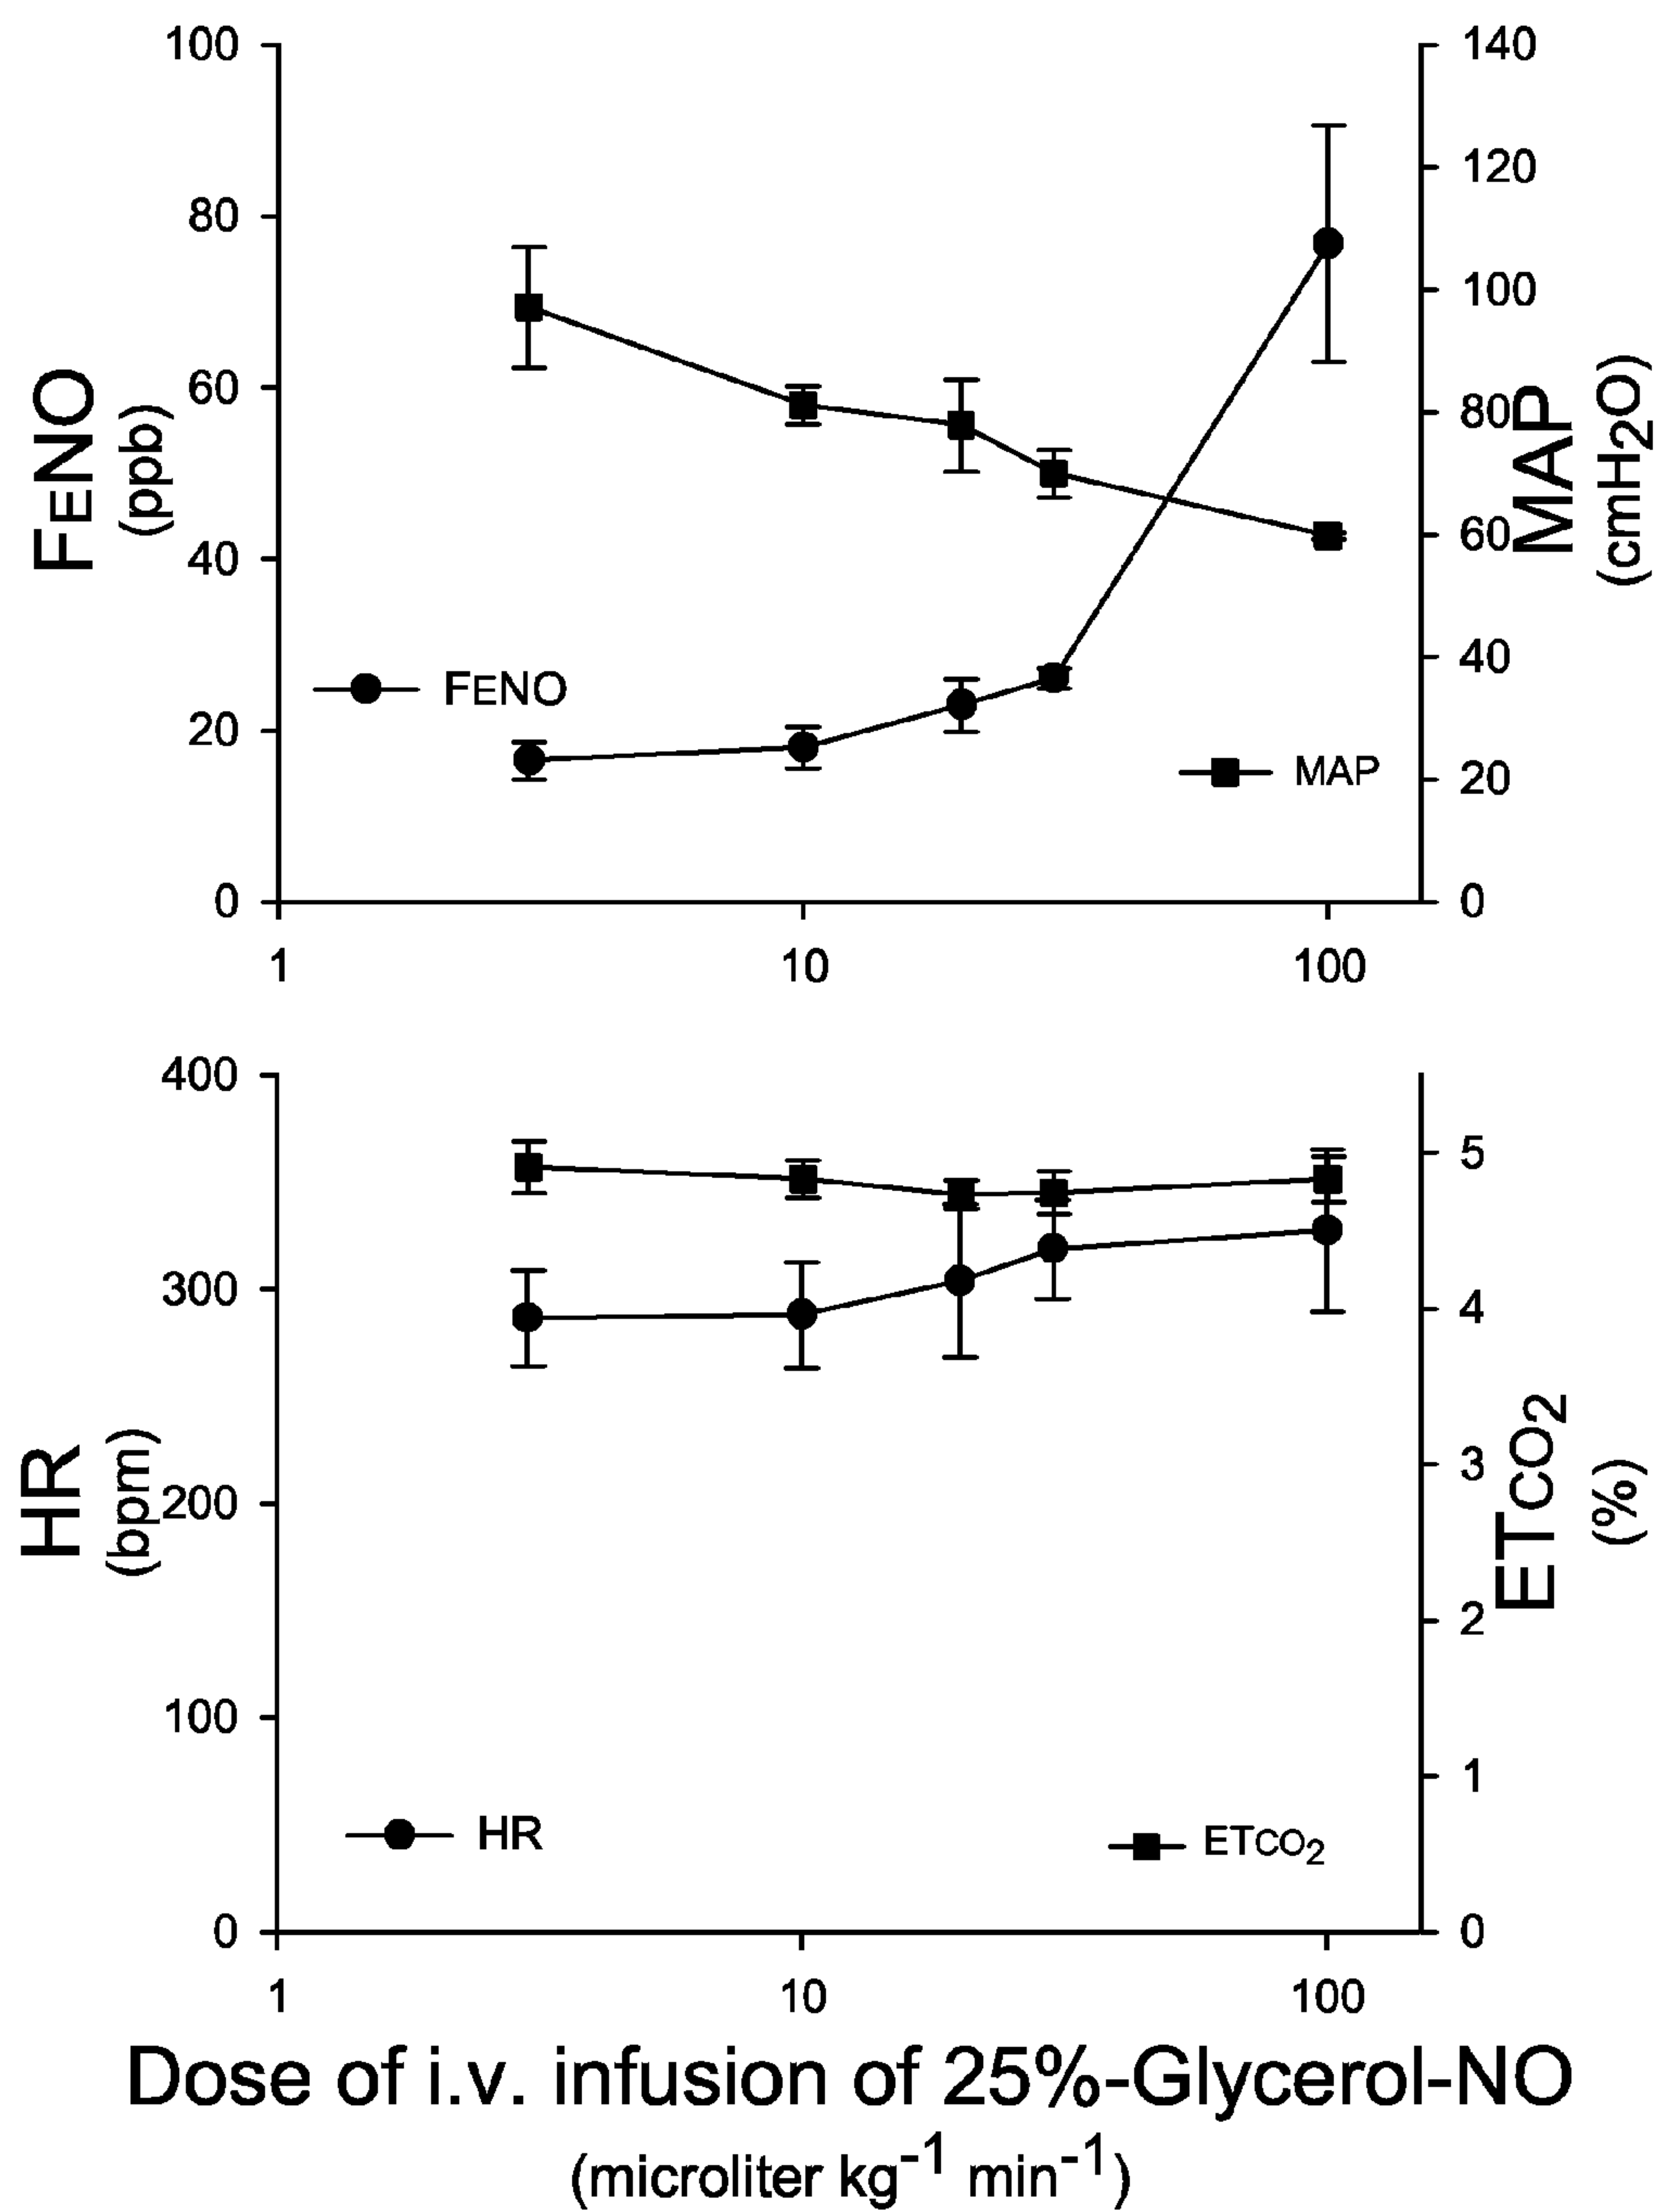 100
80
60
40
20
0
FENO
(ppb)
140
120
100
80
60
40
20
0
MAP
(cmH2O)
FENO
MAP
1
10
100
400
300
200
100
0
HR
(bpm)
5
4
3
2
1
0
ETCO2
(%)
HR
ETCO2
1
10
100
Dose of i.v. infusion of 25%-Glycerol-NO
(microliter kg-1 min-1)